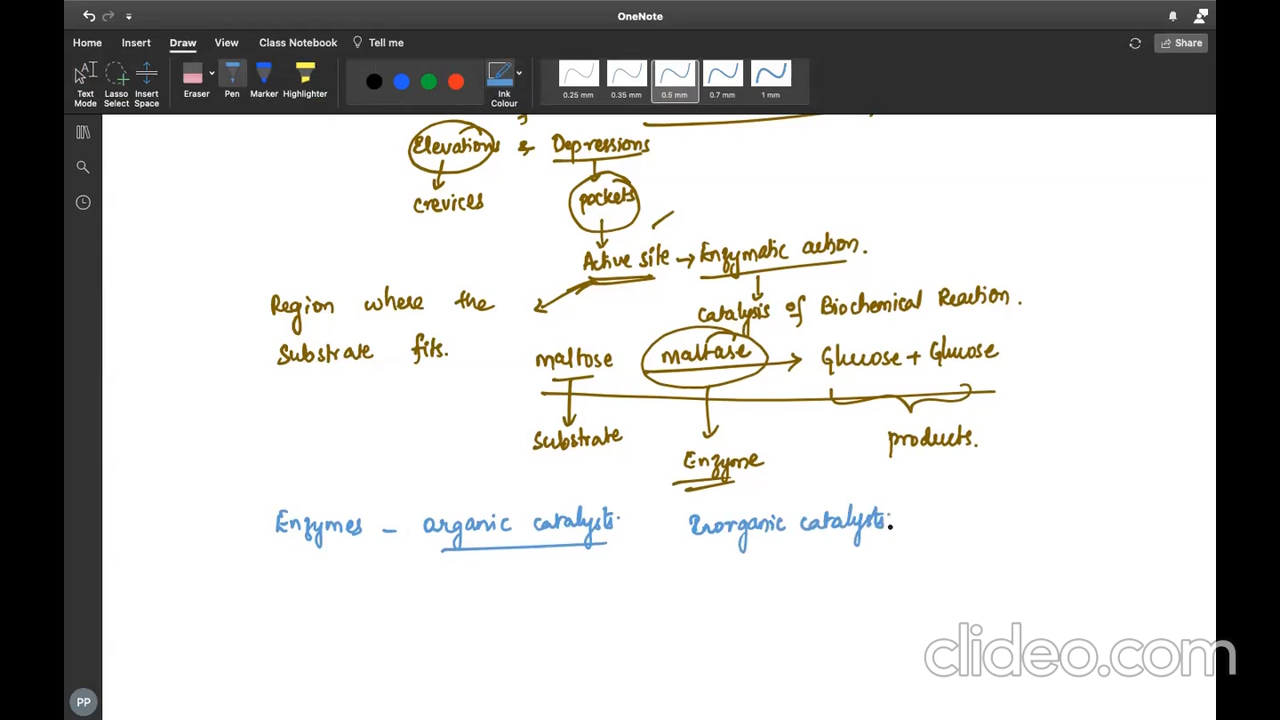 OneNote
Home Insert Draw View Class Notebook Tell me
Share
Text Mode
Lasso Select
Insert Space
Eraser
Pen
Marker
Highlighter
Ink Colour
0.25 mm
0.35 mm
0.5 mm
0.7 mm
1 mm
Elevations & Depressions
crevices
pockets
Active site → Enzymatic action.
Region where the
catalysis of Biochemical Reaction.
Substrate fits.
maltose maltase → Glucose + Glucose
Substrate
Enzyme
products.
Enzymes - organic catalysts. Inorganic catalysts.
clideo.com
PP